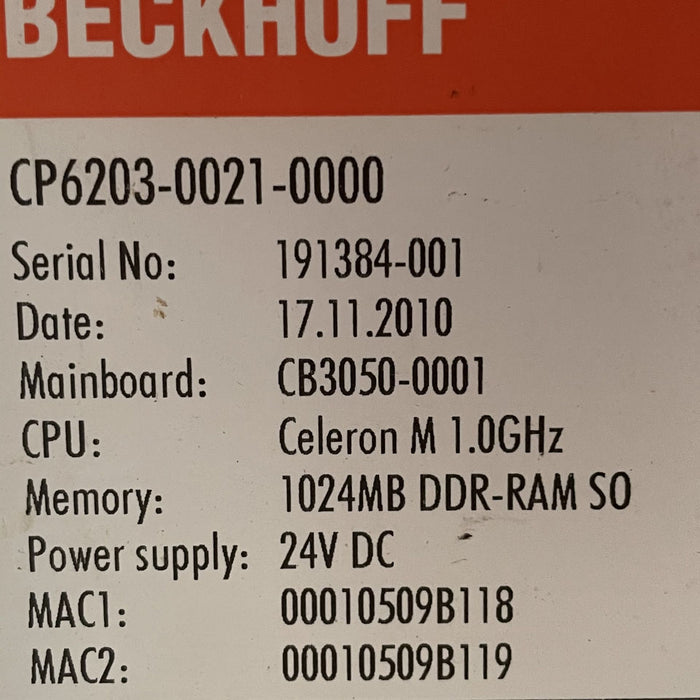 BECKHOFF
CP6203-0021-0000
Serial No: 191384-001
Date: 17.11.2010
Mainboard: CB3050-0001
CPU: Celeron M 1.0GHz
Memory: 1024MB DDR-RAM SO
Power supply: 24V DC
MAC1: 00010509B118
MAC2: 00010509B119